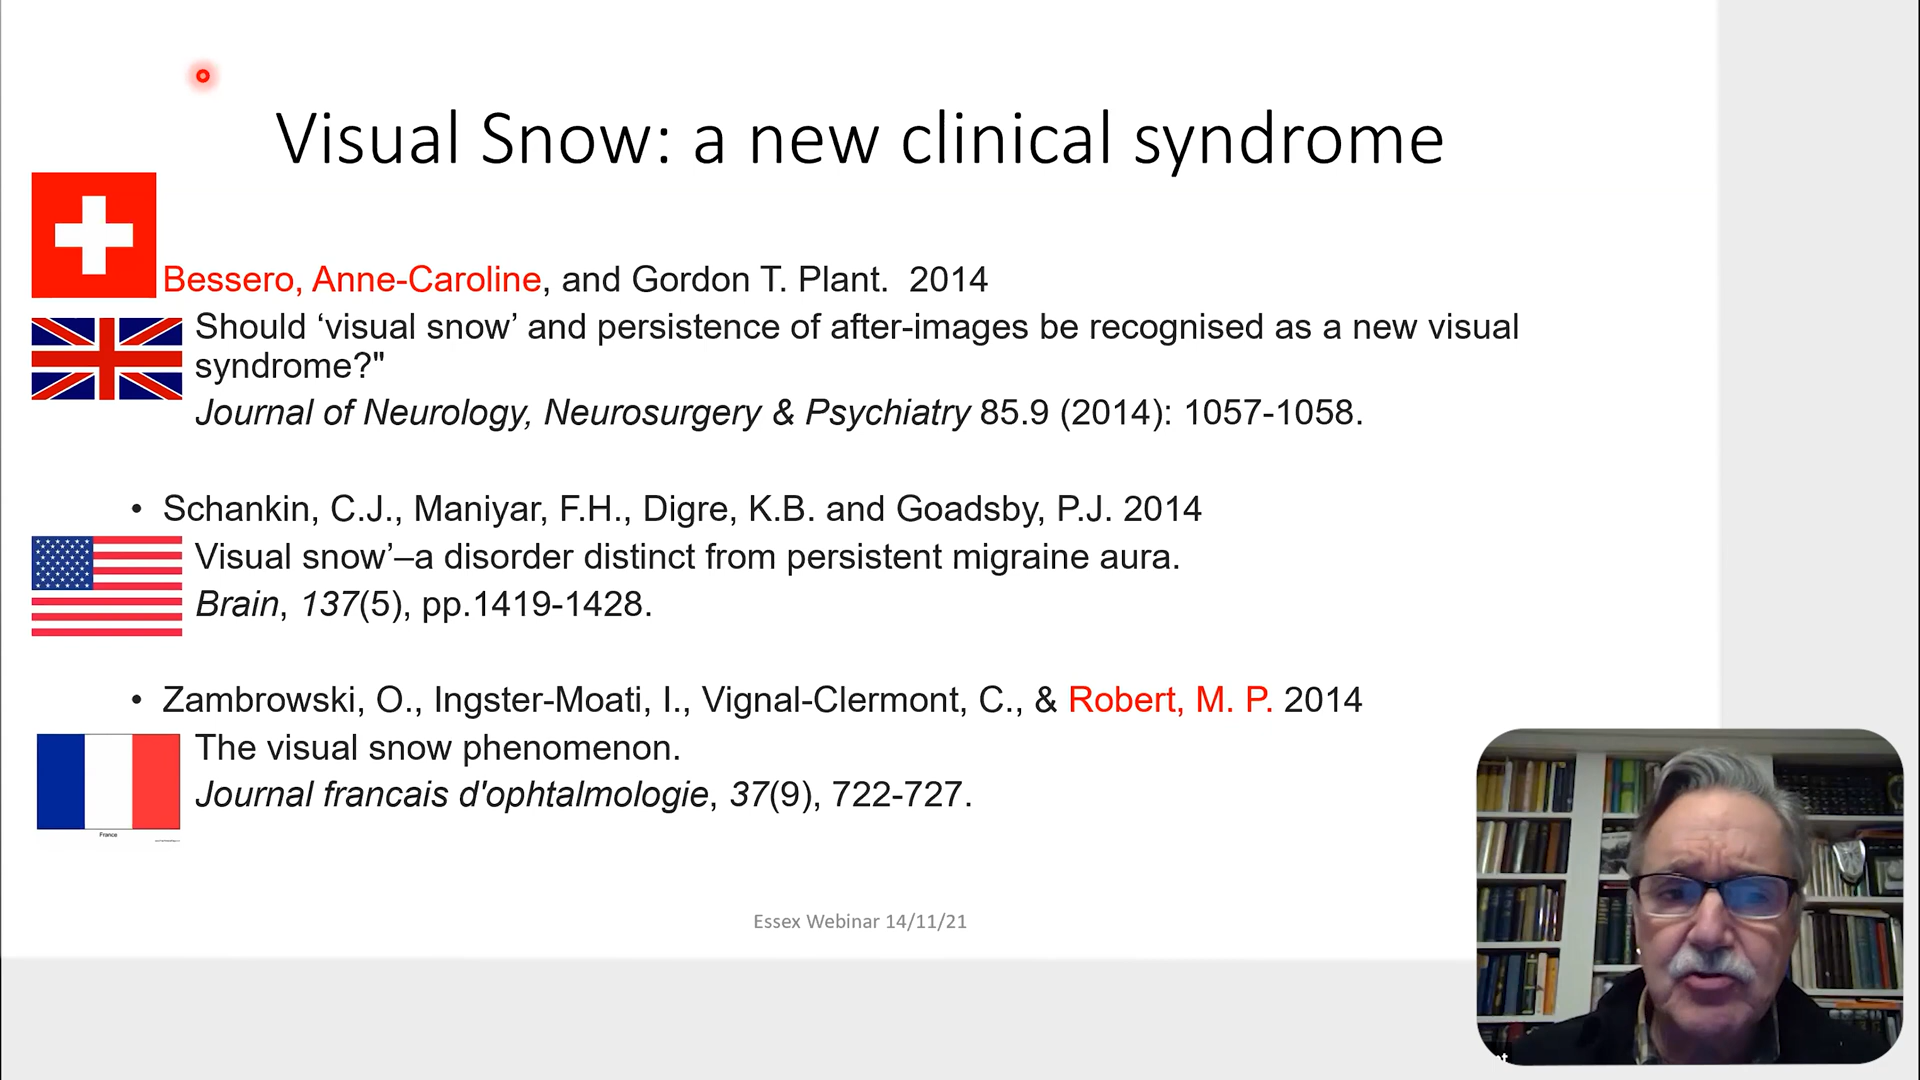 Visual Snow: a new clinical syndrome
Bessero, Anne-Caroline, and Gordon T. Plant.  2014
Should ‘visual snow’ and persistence of after-images be recognised as a new visual
syndrome?"
Journal of Neurology, Neurosurgery & Psychiatry 85.9 (2014): 1057-1058.
• Schankin, C.J., Maniyar, F.H., Digre, K.B. and Goadsby, P.J. 2014
Visual snow’–a disorder distinct from persistent migraine aura.
Brain, 137(5), pp.1419-1428.
• Zambrowski, O., Ingster-Moati, I., Vignal-Clermont, C., & Robert, M. P. 2014
The visual snow phenomenon.
Journal francais d'ophtalmologie, 37(9), 722-727.
France
Essex Webinar 14/11/21